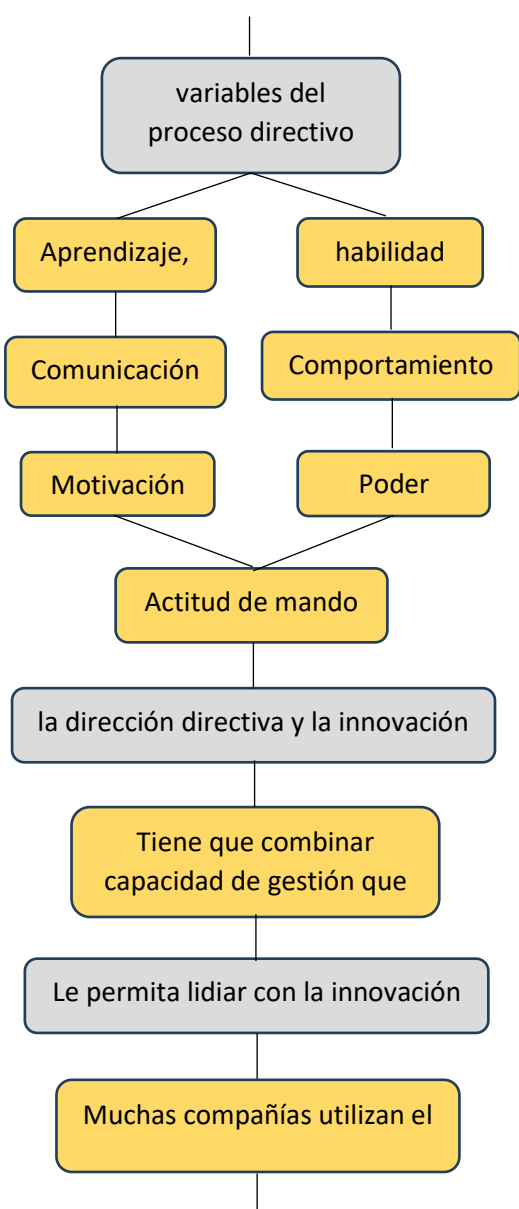 variables del
proceso directivo
Aprendizaje,
habilidad
Comunicación
Comportamiento
Motivación
Poder
Actitud de mando
la dirección directiva y la innovación
Tiene que combinar
capacidad de gestión que
Le permita lidiar con la innovación
Muchas compañías utilizan el